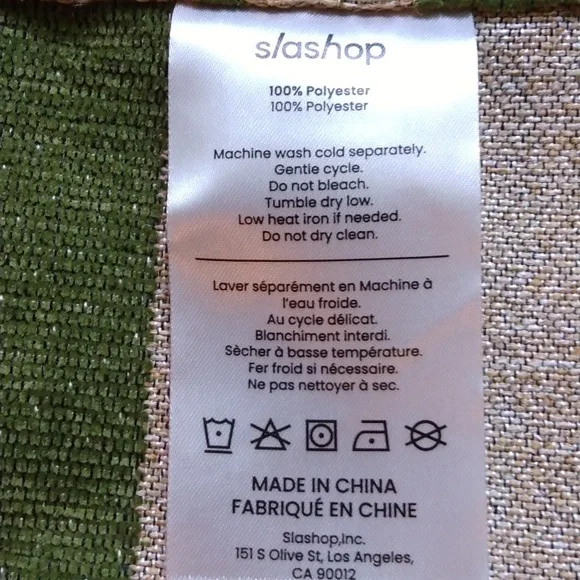 slashop
100% Polyester
100% Polyester
Machine wash cold separately.
Gentle cycle.
Do not bleach.
Tumble dry low.
Low heat iron if needed.
Do not dry clean.
Laver séparément en Machine à
l'eau froide.
Au cycle délicat.
Blanchiment interdi.
Sècher à basse température.
Fer froid si nécessaire.
Ne pas nettoyer à sec.
MADE IN CHINA
FABRIQUÉ EN CHINE
Slashop,Inc.
151 S Olive St, Los Angeles,
CA 90012